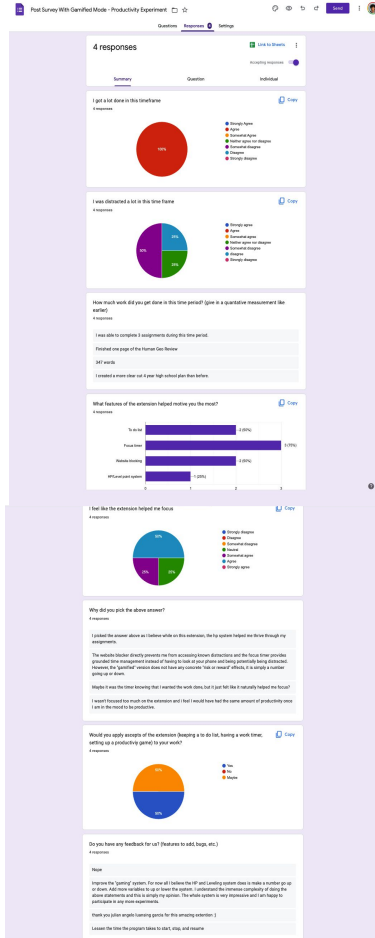 Post Survey With Gamified Mode - Productivity Experiment
Send
Questions Responses 4 Settings
4 responses
Link to Sheets
Accepting responses
Summary Question Individual
I got a lot done in this timeframe
Copy
4 responses
100%
Strongly Agree
Agree
Somewhat Agree
Neither agree nor disagree
Somewhat disagree
Disagree
Strongly disagree
I was distracted a lot in this time frame
Copy
4 responses
50%
25%
25%
Strongly agree
Agree
Somewhat agree
Neither agree nor disagree
Somewhat disagree
disagree
Strongly disagree
How much work did you get done in this time period? (give in a quantative measurement like
earlier)
4 responses
I was able to complete 3 assignments during this time period.
Finished one page of the Human Geo Review
347 words
I created a more clear cut 4 year high school plan than before.
What features of the extension helped motive you the most?
Copy
4 responses
To do list
2 (50%)
Focus timer
3 (75%)
Website blocking
2 (50%)
HP/Level point system
1 (25%)
0 1 2 3
I feel like the extension helped me focus
Copy
4 responses
50%
25%
25%
Strongly disagree
Disagree
Somewhat disagree
Neutral
Somewhat agree
Agree
Strongly agree
Why did you pick the above answer?
4 responses
I picked the answer above as I believe while on this extension, the hp system helped me thrive through my
assignments.
The website blocker directly prevents me from accessing known distractions and the focus timer provides
grounded time management instead of having to look at your phone and being potentially being distracted.
However, the "gamified" version does not have any concrete "risk or reward" effects, it is simply a number
going up or down.
Maybe it was the timer knowing that I wanted the work done, but it just felt like it naturally helped me focus?
I wasn't focused too much on the extension and I feel I would have had the same amount of productivity once
I am in the mood to be productive.
Would you apply assepts of the extension (keeping a to do list, having a work timer,
setting up a productivity game) to your work?
Copy
4 responses
50%
50%
Yes
No
Maybe
Do you have any feedback for us? (features to add, bugs, etc.)
4 responses
Nope
Improve the "gaming" system. For now all I believe the HP and Leveling system does is make a number go up
or down. Add more variables to up or lower the system. I understand the immense complexity of doing the
above statements and this is simply my opinion. The whole system is very impressive and I am happy to
participate in any more experiments.
thank you julian angelo tuesning garcia for this amazing extention :)
Lessen the time the program takes to start, stop, and resume